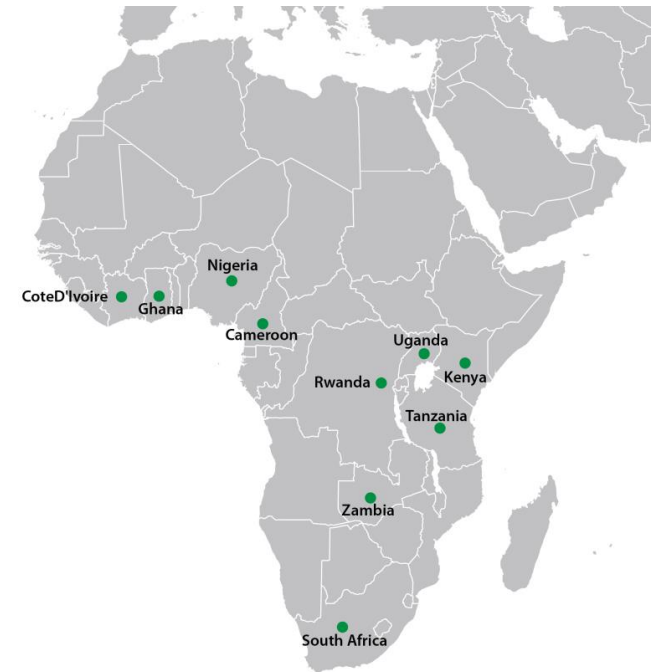 Nigeria
CoteD'Ivoire
Ghana
Cameroon
Uganda
Kenya
Rwanda
Tanzania
Zambia
South Africa